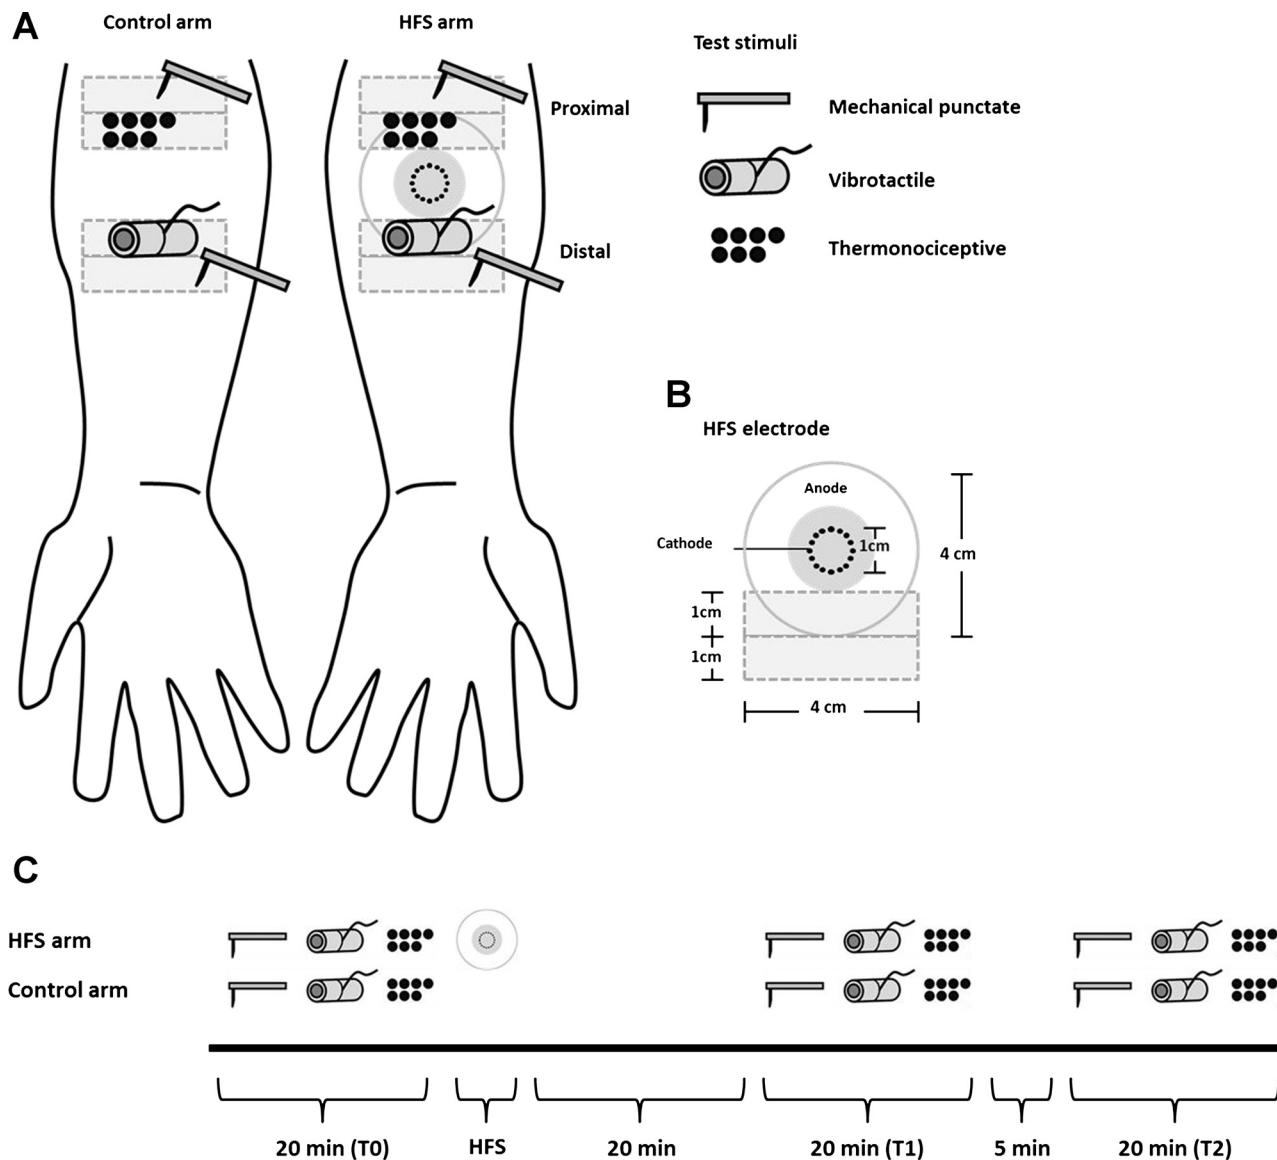 A
Control arm
HFS arm
Test stimuli
Proximal
Mechanical punctate
Vibrotactile
Distal
Thermonociceptive
B
HFS electrode
Anode
Cathode
1cm
4 cm
1cm
1cm
4 cm
C
HFS arm
Control arm
20 min (T0)
HFS
20 min
20 min (T1)
5 min
20 min (T2)